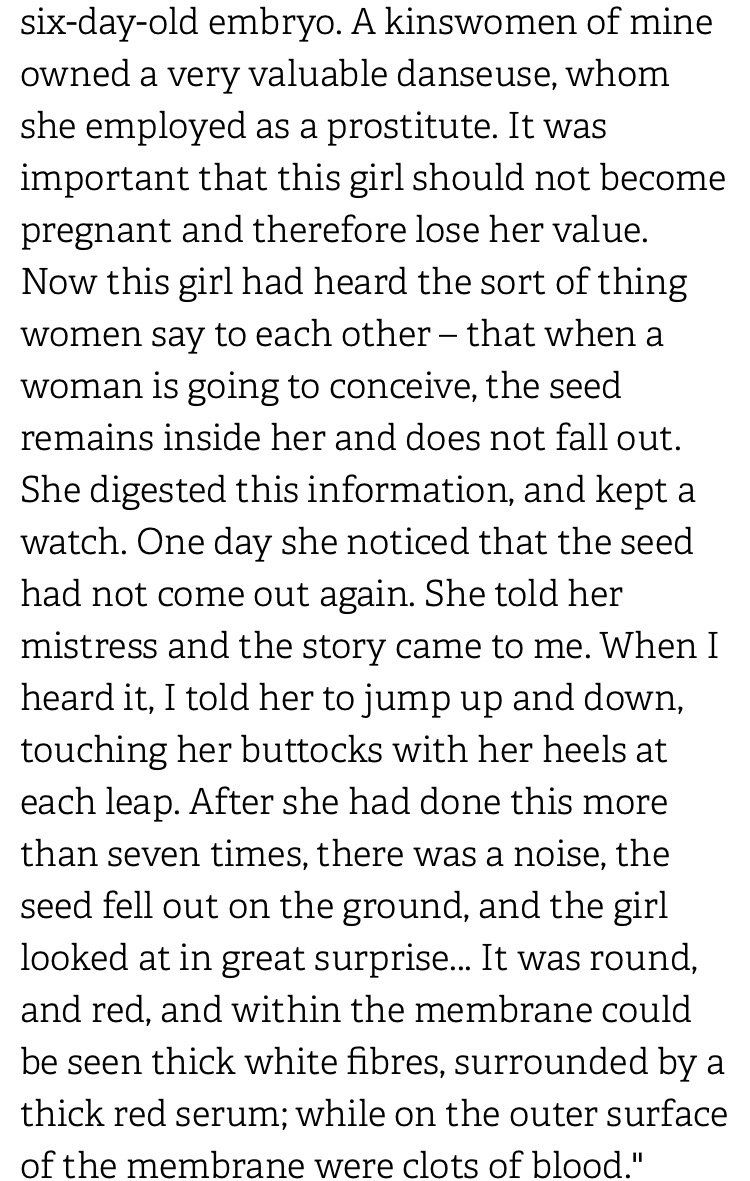 six-day-old embryo. A kinswomen of mine
owned a very valuable danseuse, whom
she employed as a prostitute. It was
important that this girl should not become
pregnant and therefore lose her value.
Now this girl had heard the sort of thing
women say to each other – that when a
woman is going to conceive, the seed
remains inside her and does not fall out.
She digested this information, and kept a
watch. One day she noticed that the seed
had not come out again. She told her
mistress and the story came to me. When I
heard it, I told her to jump up and down,
touching her buttocks with her heels at
each leap. After she had done this more
than seven times, there was a noise, the
seed fell out on the ground, and the girl
looked at in great surprise... It was round,
and red, and within the membrane could
be seen thick white fibres, surrounded by a
thick red serum; while on the outer surface
of the membrane were clots of blood."